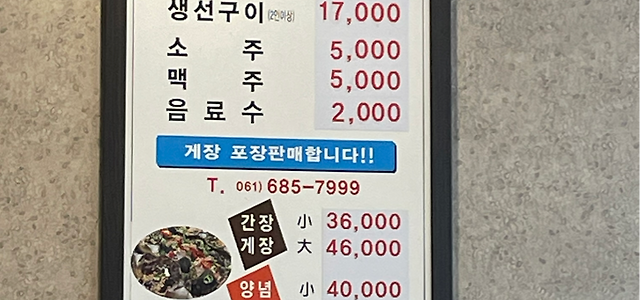 생선구이 (2인이상) 17,000
소 주 5,000
맥 주 5,000
음 료 수 2,000
게장 포장판매합니다!!
T. 061) 685-7999
간장 게장 小 36,000
大 46,000
양념 小 40,000